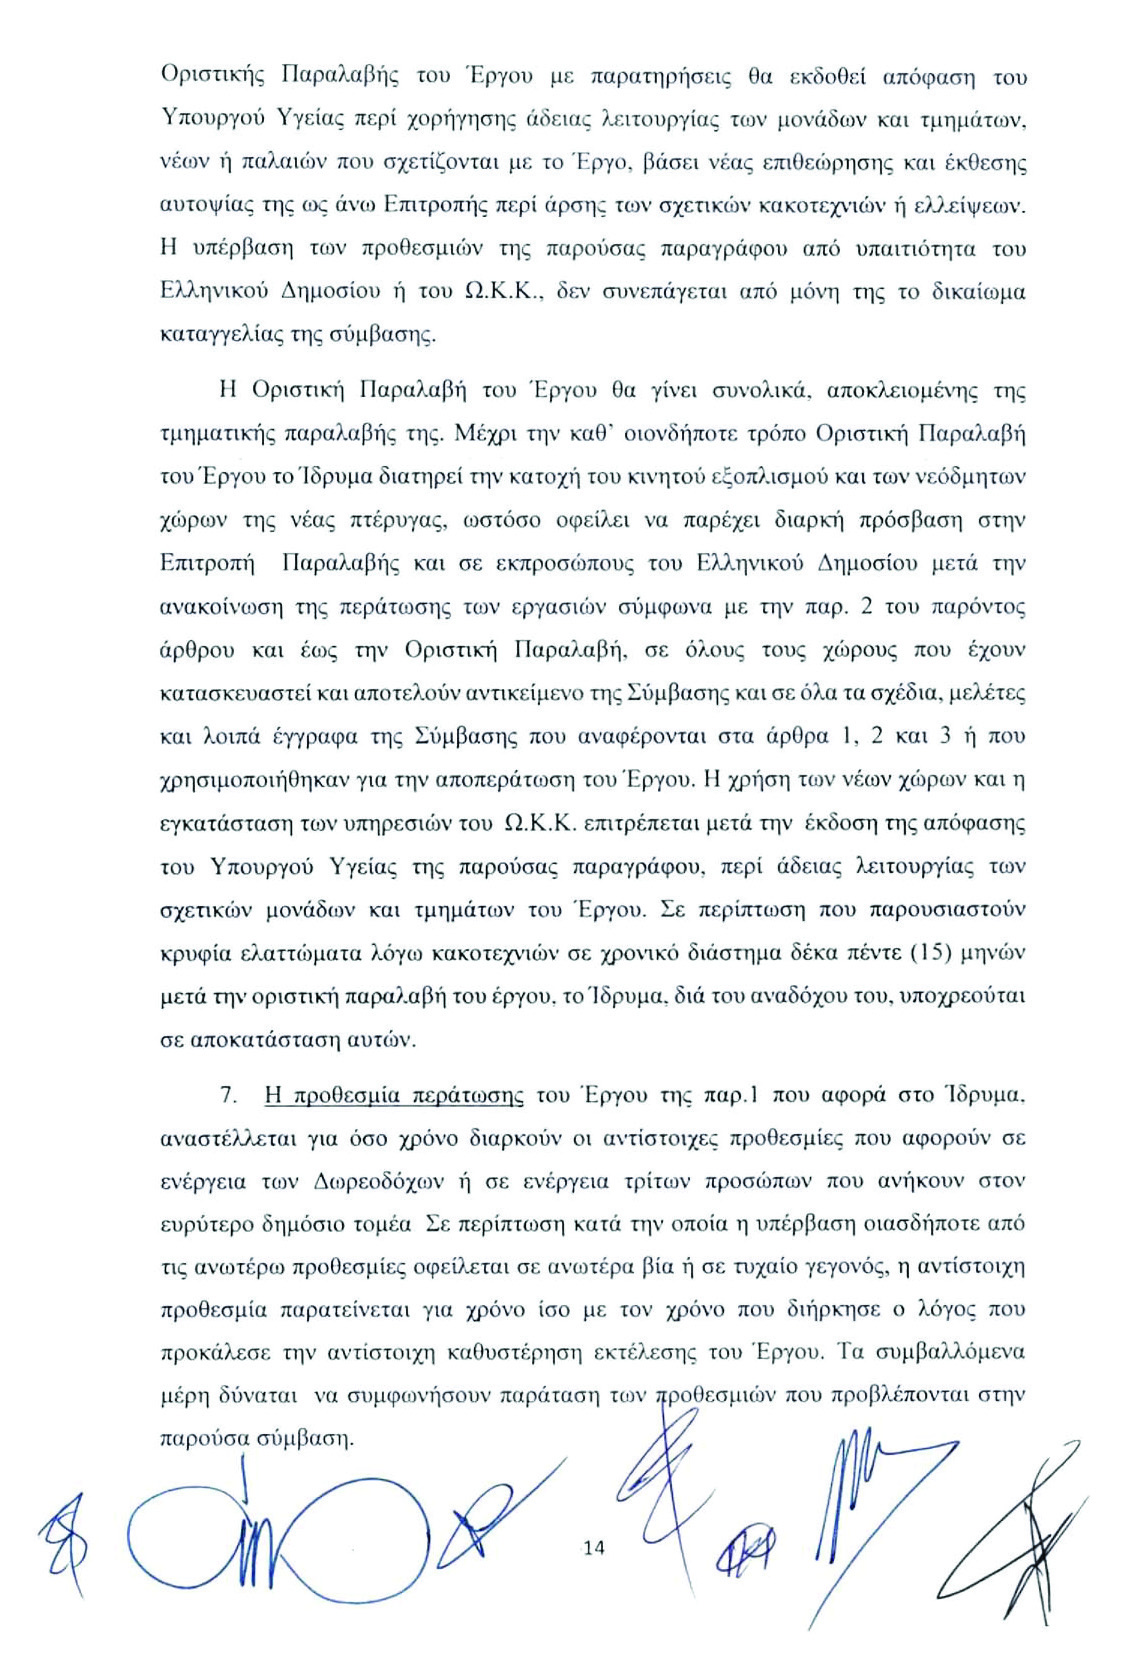 Οριστικής Παραλαβής του Έργου με παρατηρήσεις θα εκδοθεί απόφαση του
Υπουργού Υγείας περί χορήγησης άδειας λειτουργίας των μονάδων και τμημάτων,
νέων ή παλαιών που σχετίζονται με το Έργο, βάσει νέας επιθεώρησης και έκθεσης
αυτοψίας της ως άνω Επιτροπής περί άρσης των σχετικών κακοτεχνιών ή ελλείψεων.
Η υπέρβαση των προθεσμιών της παρούσας παραγράφου από υπαιτιότητα του
Ελληνικού Δημοσίου ή του Ω.Κ.Κ., δεν συνεπάγεται από μόνη της το δικαίωμα
καταγγελίας της σύμβασης.
Η Οριστική Παραλαβή του Έργου θα γίνει συνολικά, αποκλειομένης της
τμηματικής παραλαβής της. Μέχρι την καθ’ οιονδήποτε τρόπο Οριστική Παραλαβή
του Έργου το Ίδρυμα διατηρεί την κατοχή του κινητού εξοπλισμού και των νεόδμητων
χώρων της νέας πτέρυγας, ωστόσο οφείλει να παρέχει διαρκή πρόσβαση στην
Επιτροπή Παραλαβής και σε εκπροσώπους του Ελληνικού Δημοσίου μετά την
ανακοίνωση της περάτωσης των εργασιών σύμφωνα με την παρ. 2 του παρόντος
άρθρου και έως την Οριστική Παραλαβή, σε όλους τους χώρους που έχουν
κατασκευαστεί και αποτελούν αντικείμενο της Σύμβασης και σε όλα τα σχέδια, μελέτες
και λοιπά έγγραφα της Σύμβασης που αναφέρονται στα άρθρα 1, 2 και 3 ή που
χρησιμοποιήθηκαν για την αποπεράτωση του Έργου. Η χρήση των νέων χώρων και η
εγκατάσταση των υπηρεσιών του Ω.Κ.Κ. επιτρέπεται μετά την έκδοση της απόφασης
του Υπουργού Υγείας της παρούσας παραγράφου, περί άδειας λειτουργίας των
σχετικών μονάδων και τμημάτων του Έργου. Σε περίπτωση που παρουσιαστούν
κρυφία ελαττώματα λόγω κακοτεχνιών σε χρονικό διάστημα δέκα πέντε (15) μηνών
μετά την οριστική παραλαβή του έργου, το Ίδρυμα, διά του αναδόχου του, υποχρεούται
σε αποκατάσταση αυτών.
7. Η προθεσμία περάτωσης του Έργου της παρ.1 που αφορά στο Ίδρυμα,
αναστέλλεται για όσο χρόνο διαρκούν οι αντίστοιχες προθεσμίες που αφορούν σε
ενέργεια των Δωρεοδόχων ή σε ενέργεια τρίτων προσώπων που ανήκουν στον
ευρύτερο δημόσιο τομέα Σε περίπτωση κατά την οποία η υπέρβαση οιασδήποτε από
τις ανωτέρω προθεσμίες οφείλεται σε ανωτέρα βία ή σε τυχαίο γεγονός, η αντίστοιχη
προθεσμία παρατείνεται για χρόνο ίσο με τον χρόνο που διήρκησε ο λόγος που
προκάλεσε την αντίστοιχη καθυστέρηση εκτέλεσης του Έργου. Τα συμβαλλόμενα
μέρη δύναται να συμφωνήσουν παράταση των προθεσμιών που προβλέπονται στην
παρούσα σύμβαση.
14